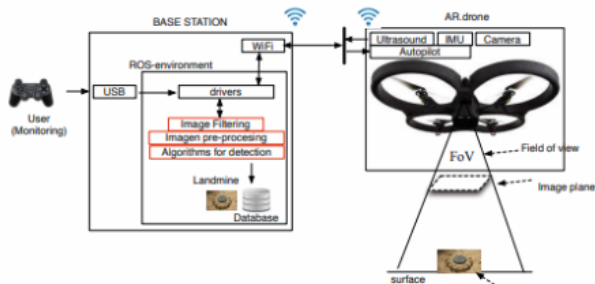 BASE STATION
AR.drone
WiFi
Ultrasound
IMU
Camera
Autopilot
ROS-environment
USB
drivers
User
(Monitoring)
Image Filtering
Imagen pre-procesing
Algorithms for detection
Landmine
Database
FoV
Field of view
Image plane
surface